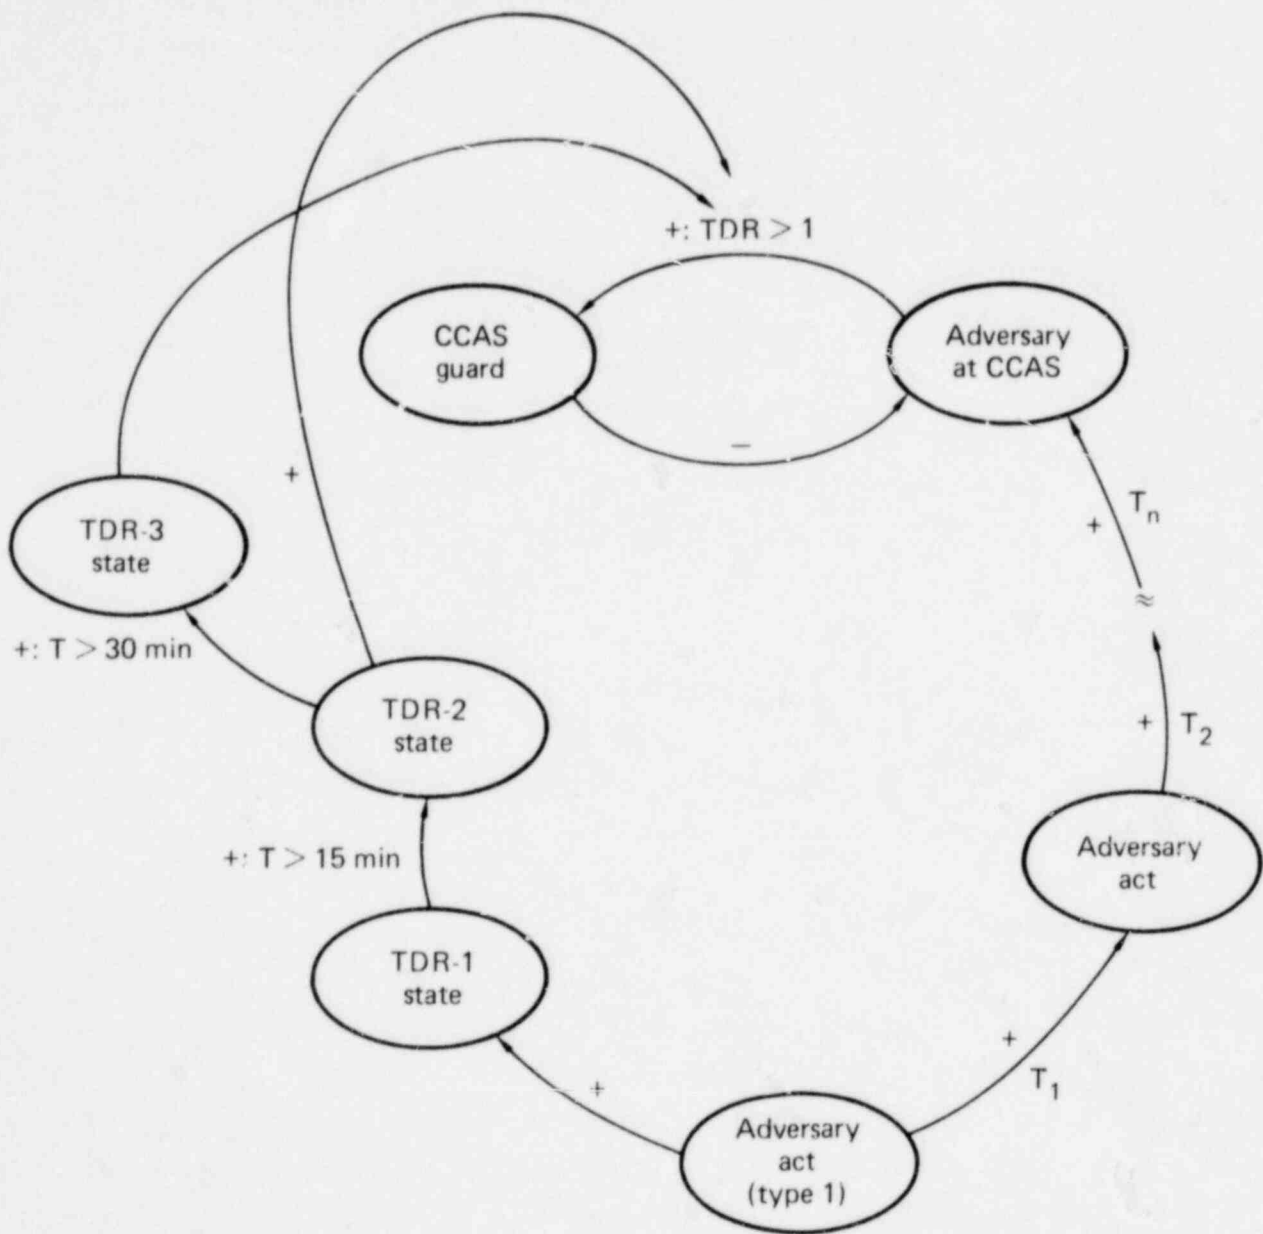 +: TDR > 1
CCAS
guard
Adversary
at CCAS
–
+
TDR-3
state
Tn
+
+: T > 30 min
TDR-2
state
+
T2
+: T > 15 min
Adversary
act
TDR-1
state
+
T1
+
Adversary
act
(type 1)